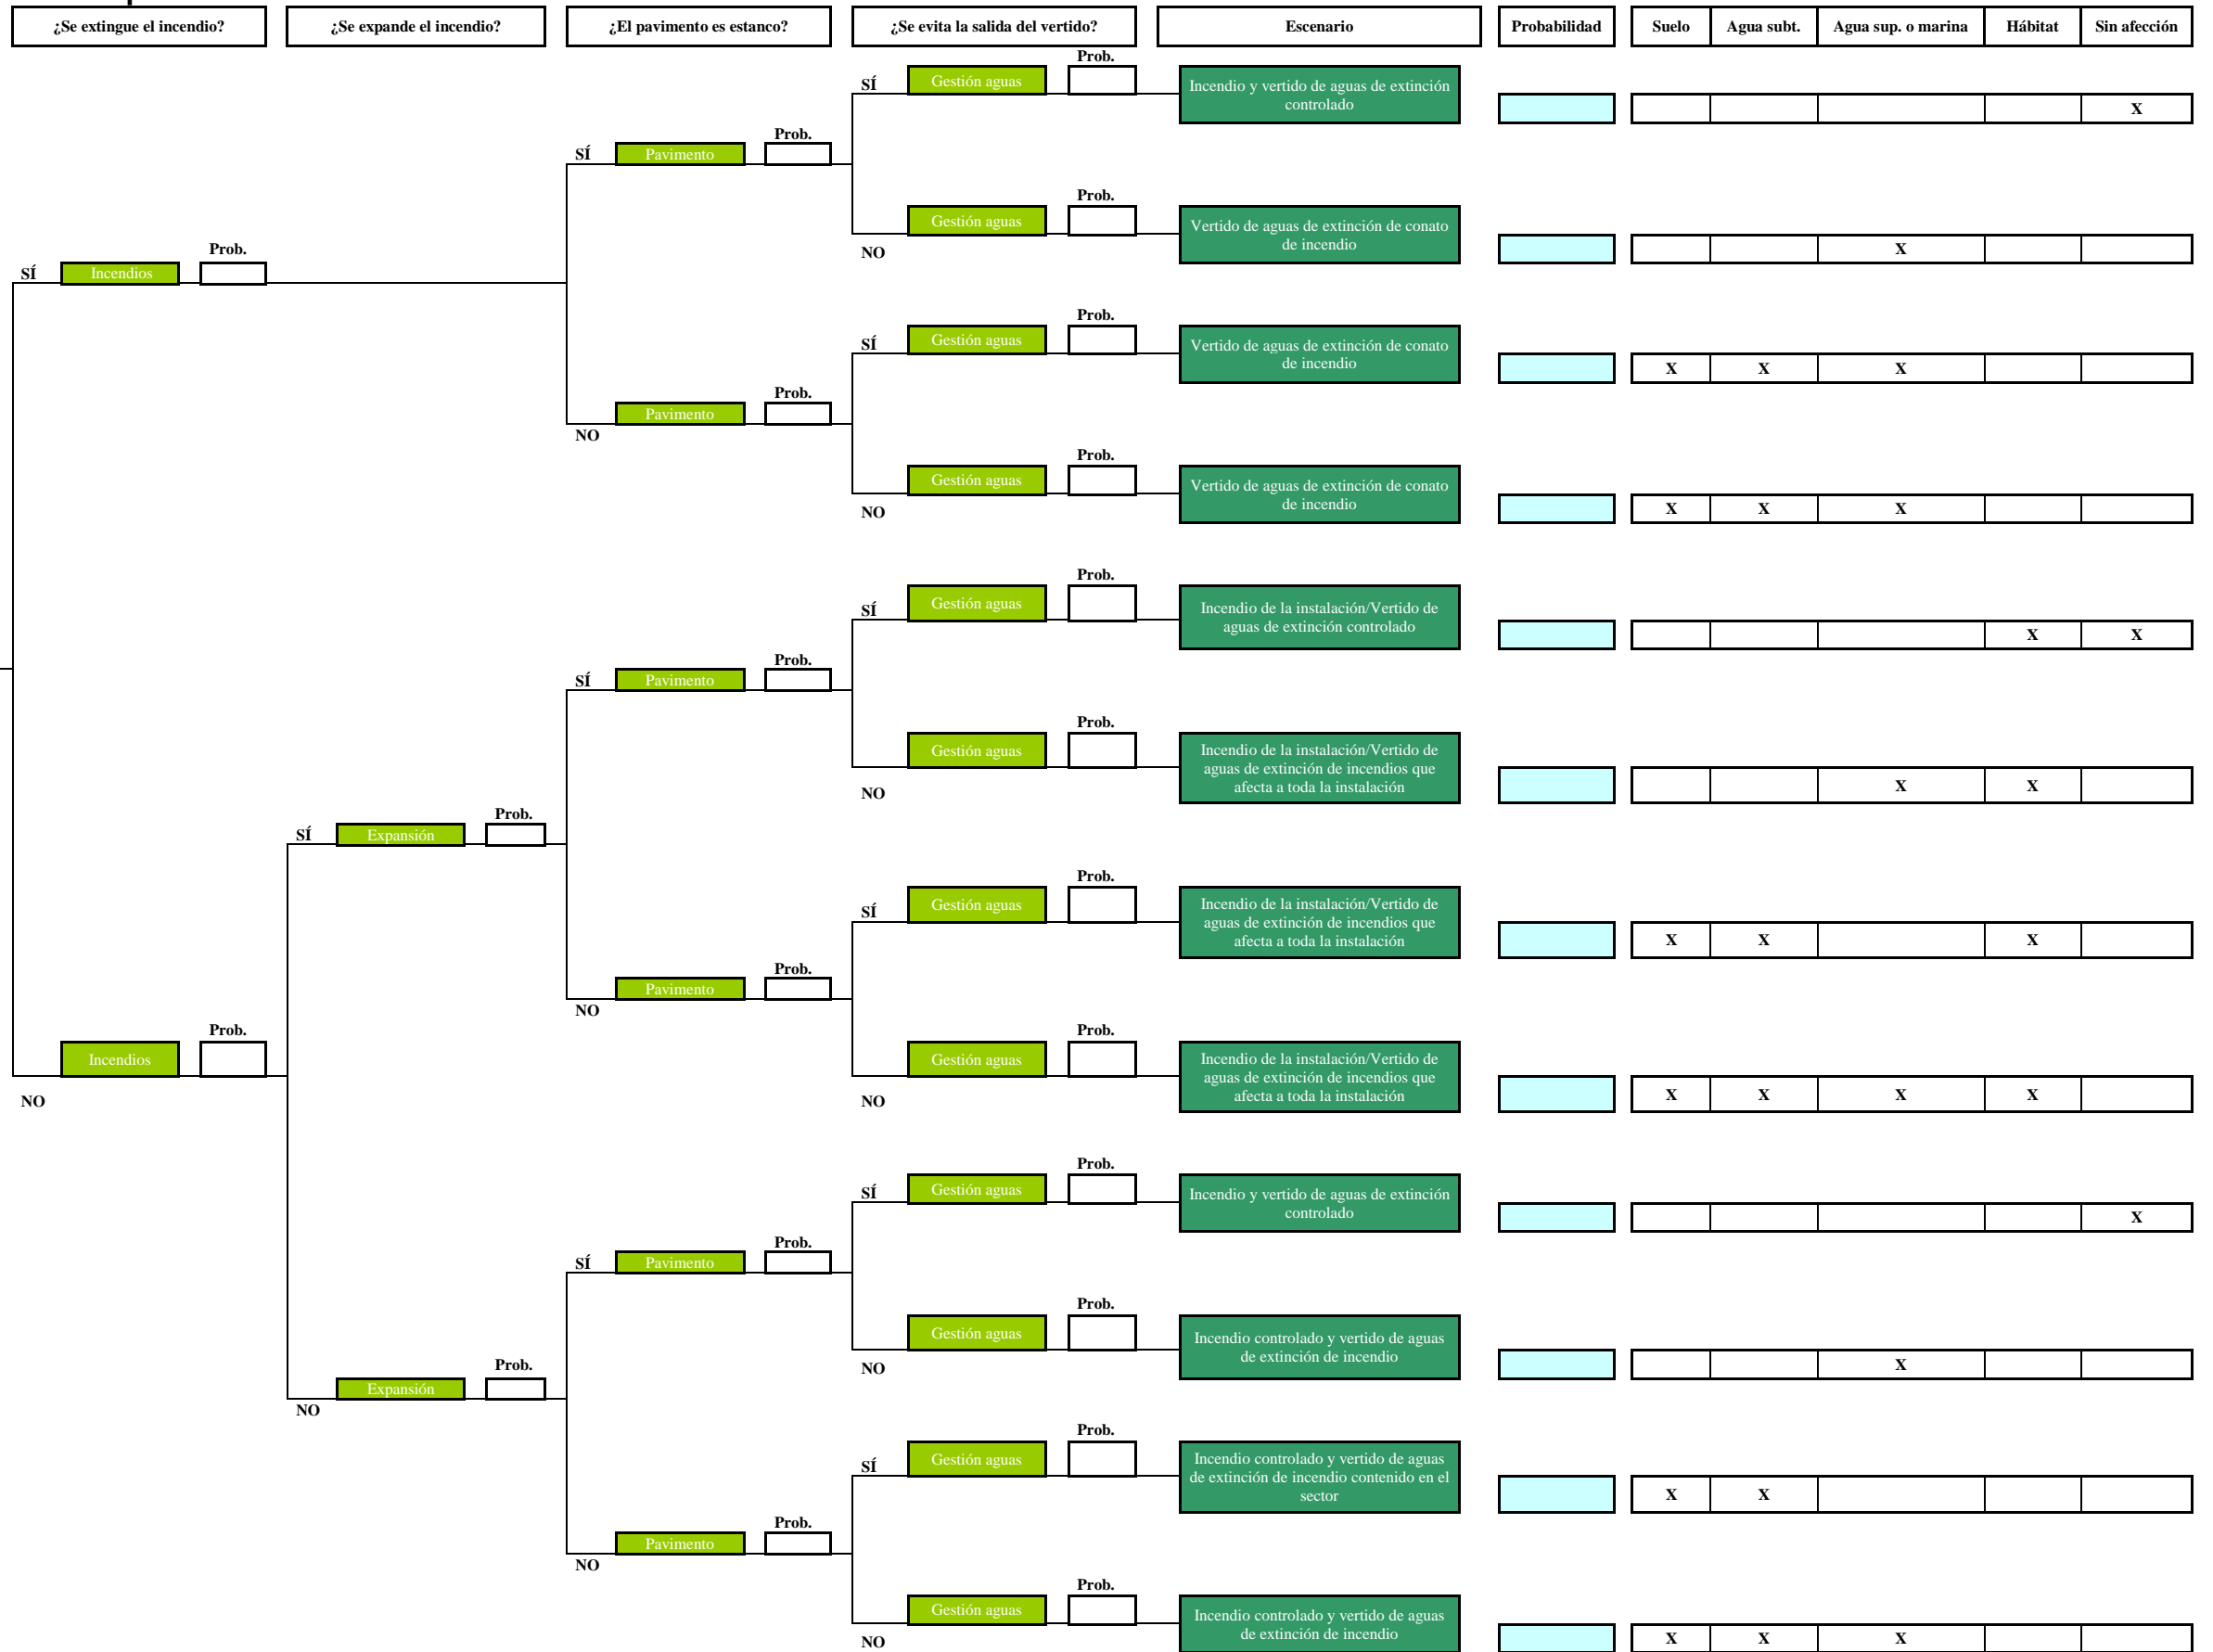 ¿Se extingue el incendio? ¿Se expande el incendio? ¿El pavimento es estanco? ¿Se evita la salida del vertido? Escenario Probabilidad Suelo Agua subt. Agua sup. o marina Hábitat Sin afección
Prob.
SÍ Gestión aguas
Incendio y vertido de aguas de extinción
controlado
X
Prob.
SÍ Pavimento
Prob.
Gestión aguas
NO
Vertido de aguas de extinción de conato
de incendio
X
Prob.
SÍ Incendios
Prob.
SÍ Gestión aguas
Vertido de aguas de extinción de conato
de incendio
X X X
Prob.
Pavimento
NO
Prob.
Gestión aguas
NO
Vertido de aguas de extinción de conato
de incendio
X X X
Prob.
SÍ Gestión aguas
Incendio de la instalación/Vertido de
aguas de extinción controlado
X X
Prob.
SÍ Pavimento
Prob.
Gestión aguas
NO
Incendio de la instalación/Vertido de
aguas de extinción de incendios que
afecta a toda la instalación
X X
Prob.
SÍ Expansión
Prob.
SÍ Gestión aguas
Incendio de la instalación/Vertido de
aguas de extinción de incendios que
afecta a toda la instalación
X X X
Prob.
Pavimento
NO
Prob.
Incendios
NO
Prob.
Gestión aguas
NO
Incendio de la instalación/Vertido de
aguas de extinción de incendios que
afecta a toda la instalación
X X X X
Prob.
SÍ Gestión aguas
Incendio y vertido de aguas de extinción
controlado
X
Prob.
SÍ Pavimento
Prob.
Gestión aguas
NO
Incendio controlado y vertido de aguas
de extinción de incendio
X
Prob.
Expansión
NO
Prob.
SÍ Gestión aguas
Incendio controlado y vertido de aguas
de extinción de incendio contenido en el
sector
X X
Prob.
Pavimento
NO
Prob.
Gestión aguas
NO
Incendio controlado y vertido de aguas
de extinción de incendio
X X X